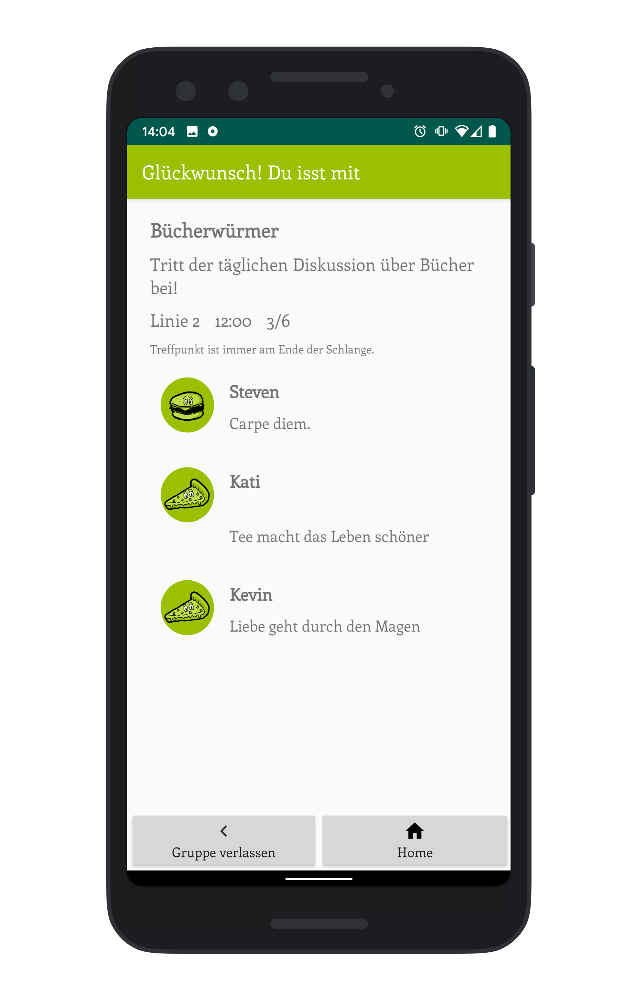 14:04
Glückwunsch! Du isst mit
Bücherwürmer
Tritt der täglichen Diskussion über Bücher
bei!
Linie 2 12:00 3/6
Treffpunkt ist immer am Ende der Schlange.
Steven
Carpe diem.
Kati
Tee macht das Leben schöner
Kevin
Liebe geht durch den Magen
Gruppe verlassen
Home